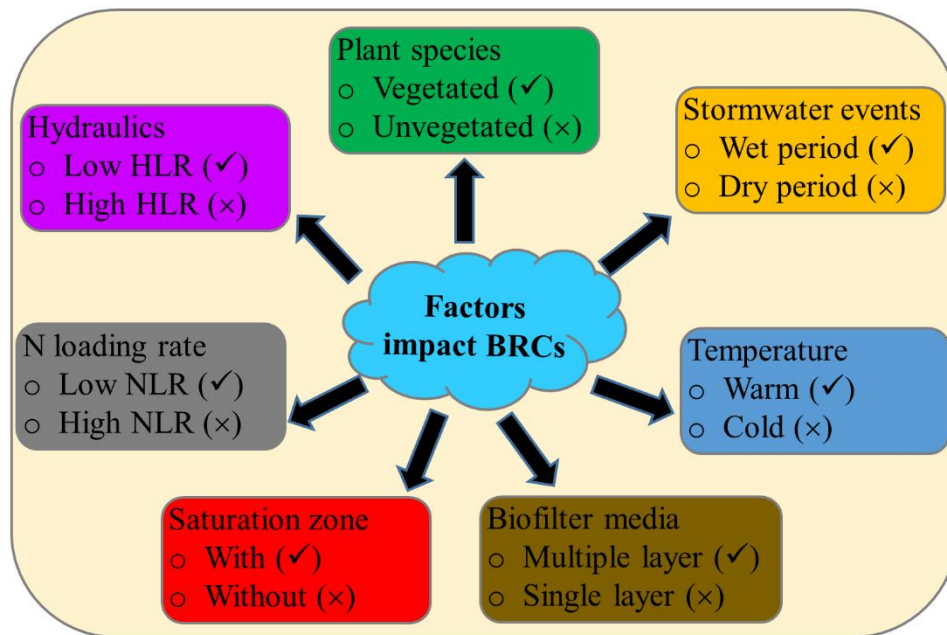 Plant species
○ Vegetated (✓)
○ Unvegetated (×)
Hydraulics
○ Low HLR (✓)
○ High HLR (×)
Stormwater events
○ Wet period (✓)
○ Dry period (×)
Factors
impact BRCs
N loading rate
○ Low NLR (✓)
○ High NLR (×)
Temperature
○ Warm (✓)
○ Cold (×)
Saturation zone
○ With (✓)
○ Without (×)
Biofilter media
○ Multiple layer (✓)
○ Single layer (×)